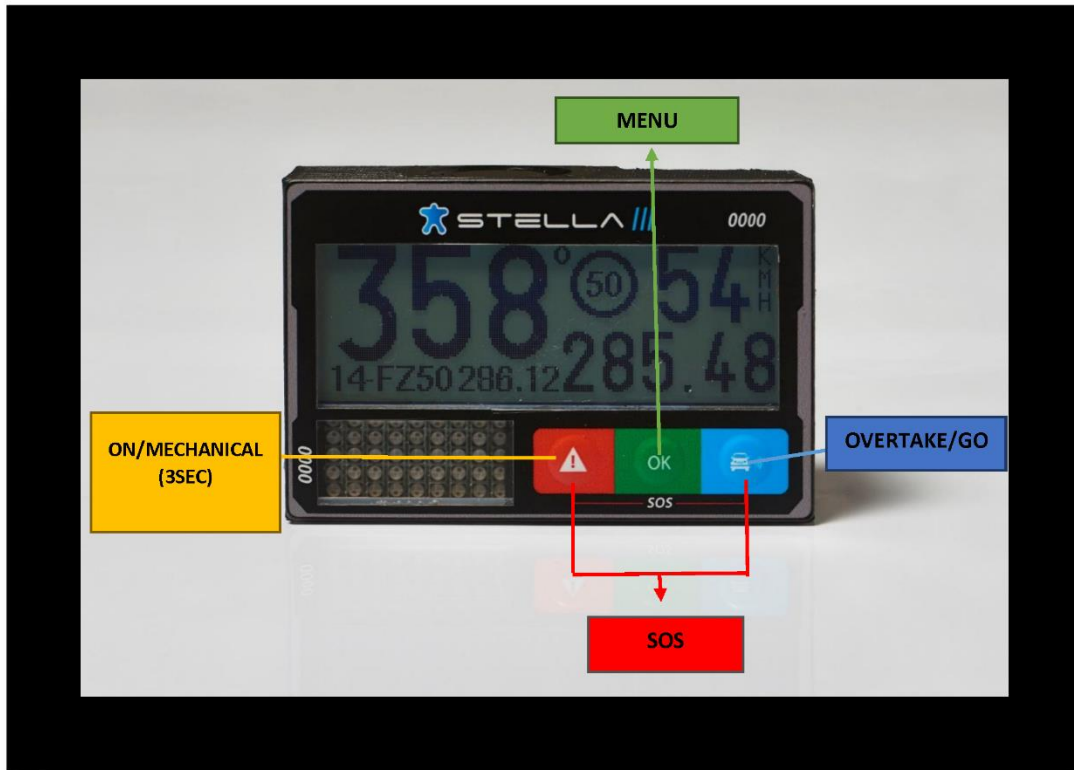 MENU
STELLA ///
0000
358° 50 54 KMH
14-FZ50 286.12 285.48
ON/MECHANICAL
(3SEC)
OVERTAKE/GO
0000
OK
SOS
SOS